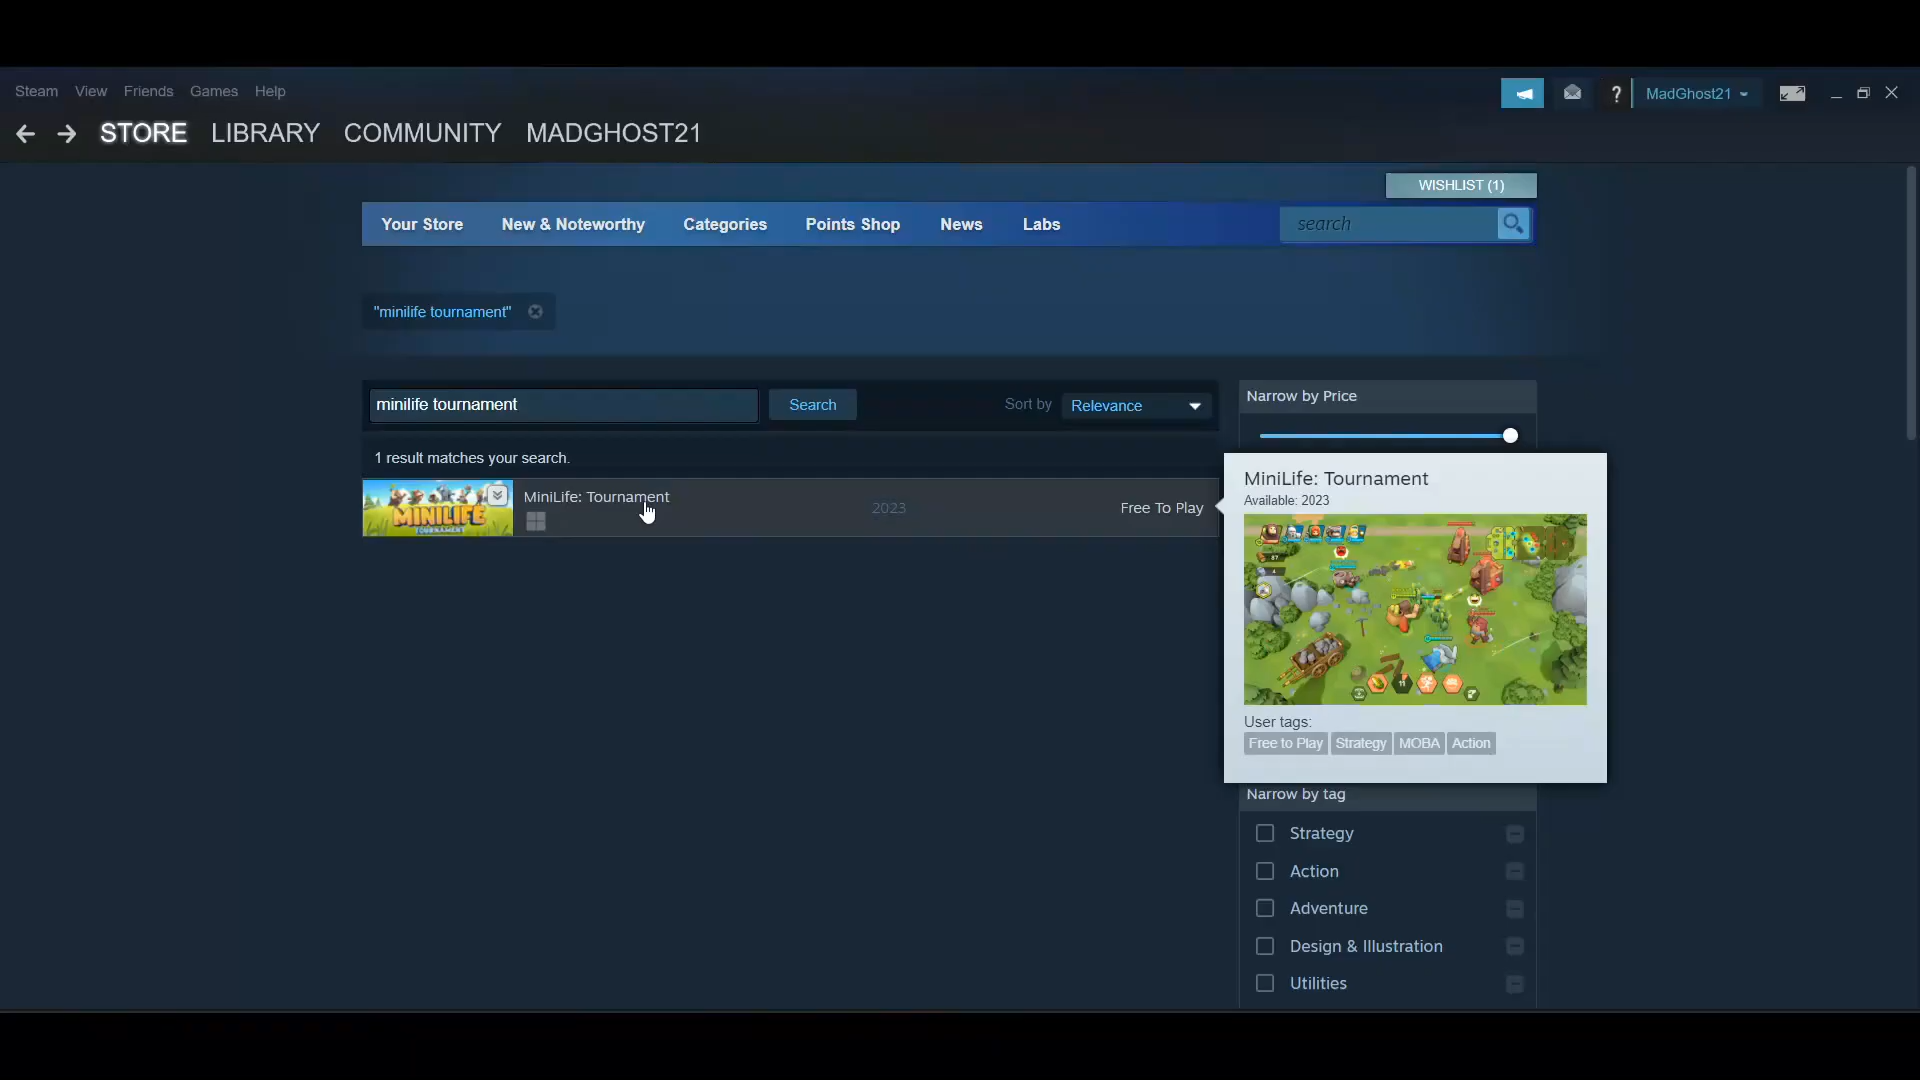 Steam View Friends Games Help
? MadGhost21
STORE LIBRARY COMMUNITY MADGHOST21
WISHLIST (1)
Your Store New & Noteworthy Categories Points Shop News Labs search
"minilife tournament"
minilife tournament Search Sort by Relevance
1 result matches your search.
MINILIFE
TOURNAMENT
MiniLife: Tournament 2023 Free To Play
Narrow by Price
MiniLife: Tournament
Available: 2023
User tags:
Free to Play Strategy MOBA Action
Narrow by tag
Strategy
Action
Adventure
Design & Illustration
Utilities